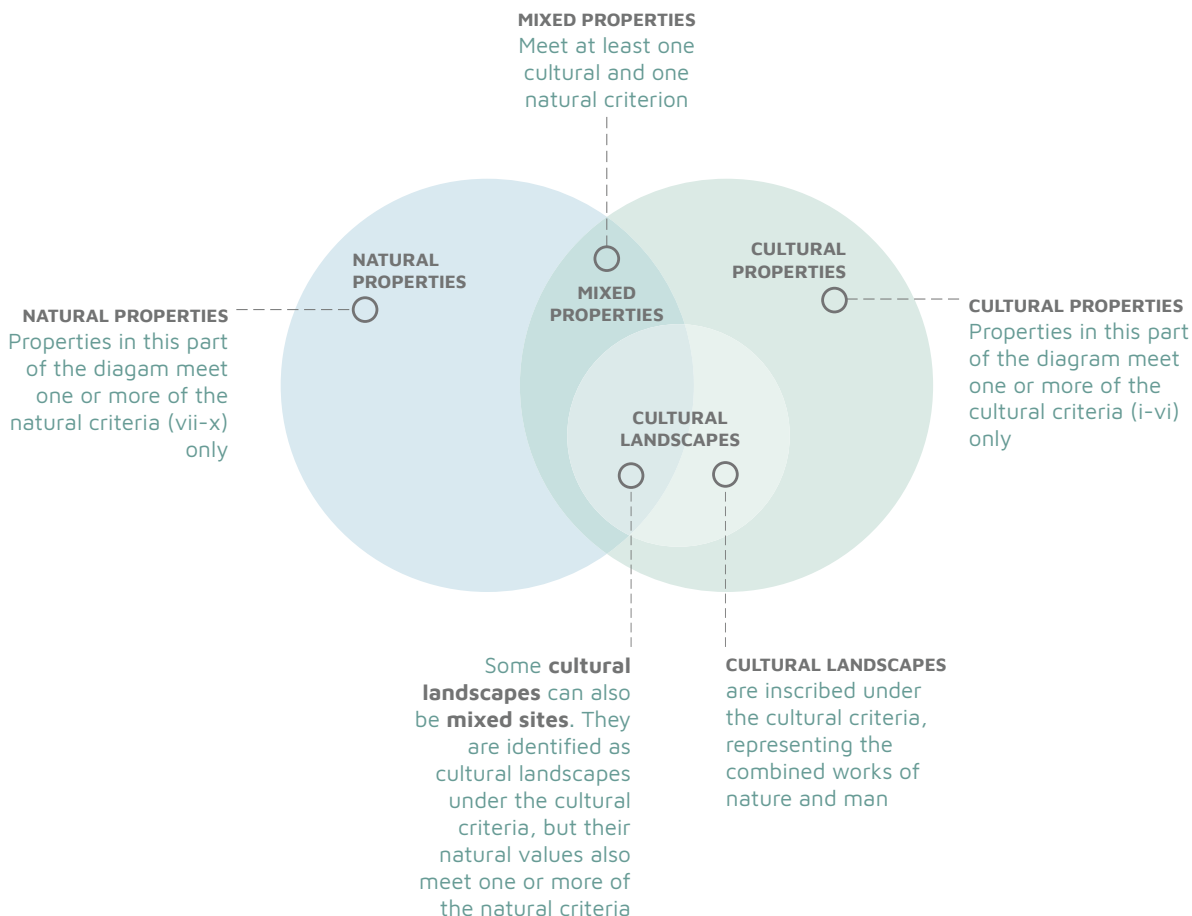 MIXED PROPERTIES
Meet at least one
cultural and one
natural criterion
NATURAL
PROPERTIES
MIXED
PROPERTIES
CULTURAL
PROPERTIES
NATURAL PROPERTIES
Properties in this part
of the diagam meet
one or more of the
natural criteria (vii-x)
only
CULTURAL PROPERTIES
Properties in this part
of the diagram meet
one or more of the
cultural criteria (i-vi)
only
CULTURAL
LANDSCAPES
Some cultural
landscapes can also
be mixed sites. They
are identified as
cultural landscapes
under the cultural
criteria, but their
natural values also
meet one or more of
the natural criteria
CULTURAL LANDSCAPES
are inscribed under
the cultural criteria,
representing the
combined works of
nature and man